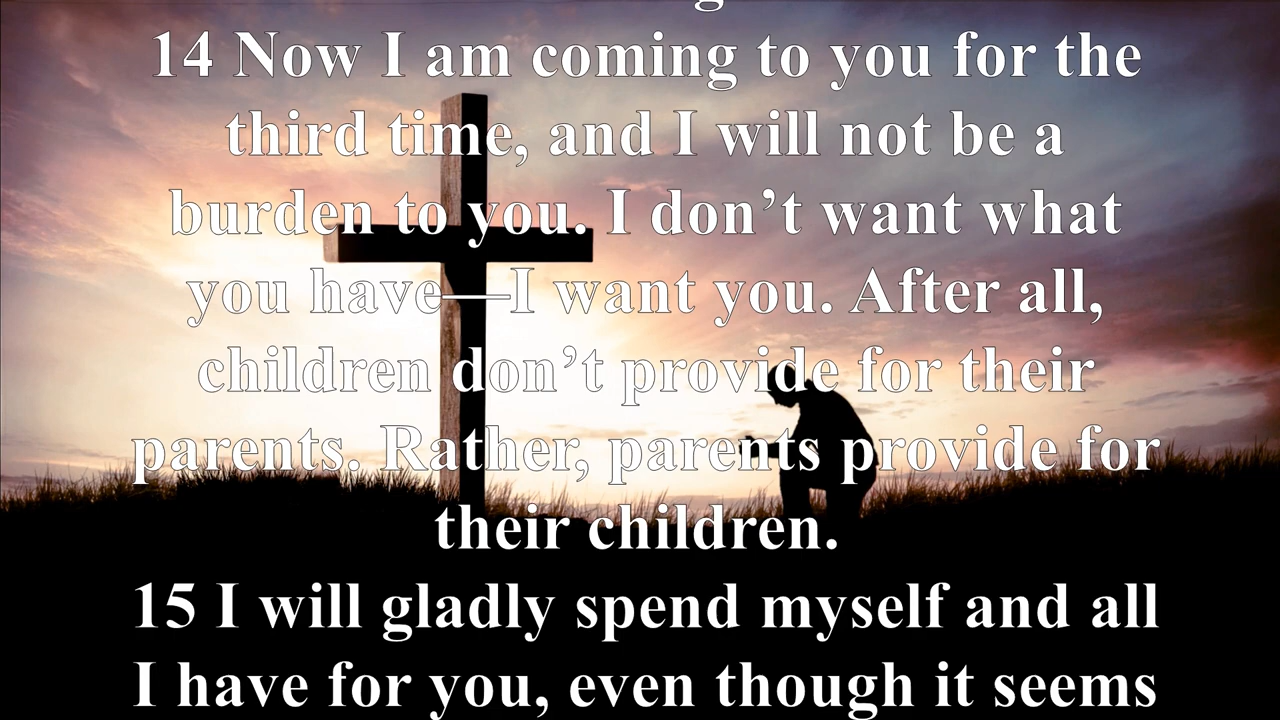 14 Now I am coming to you for the
third time, and I will not be a
burden to you. I don’t want what
you have—I want you. After all,
children don’t provide for their
parents. Rather, parents provide for
their children.
15 I will gladly spend myself and all
I have for you, even though it seems